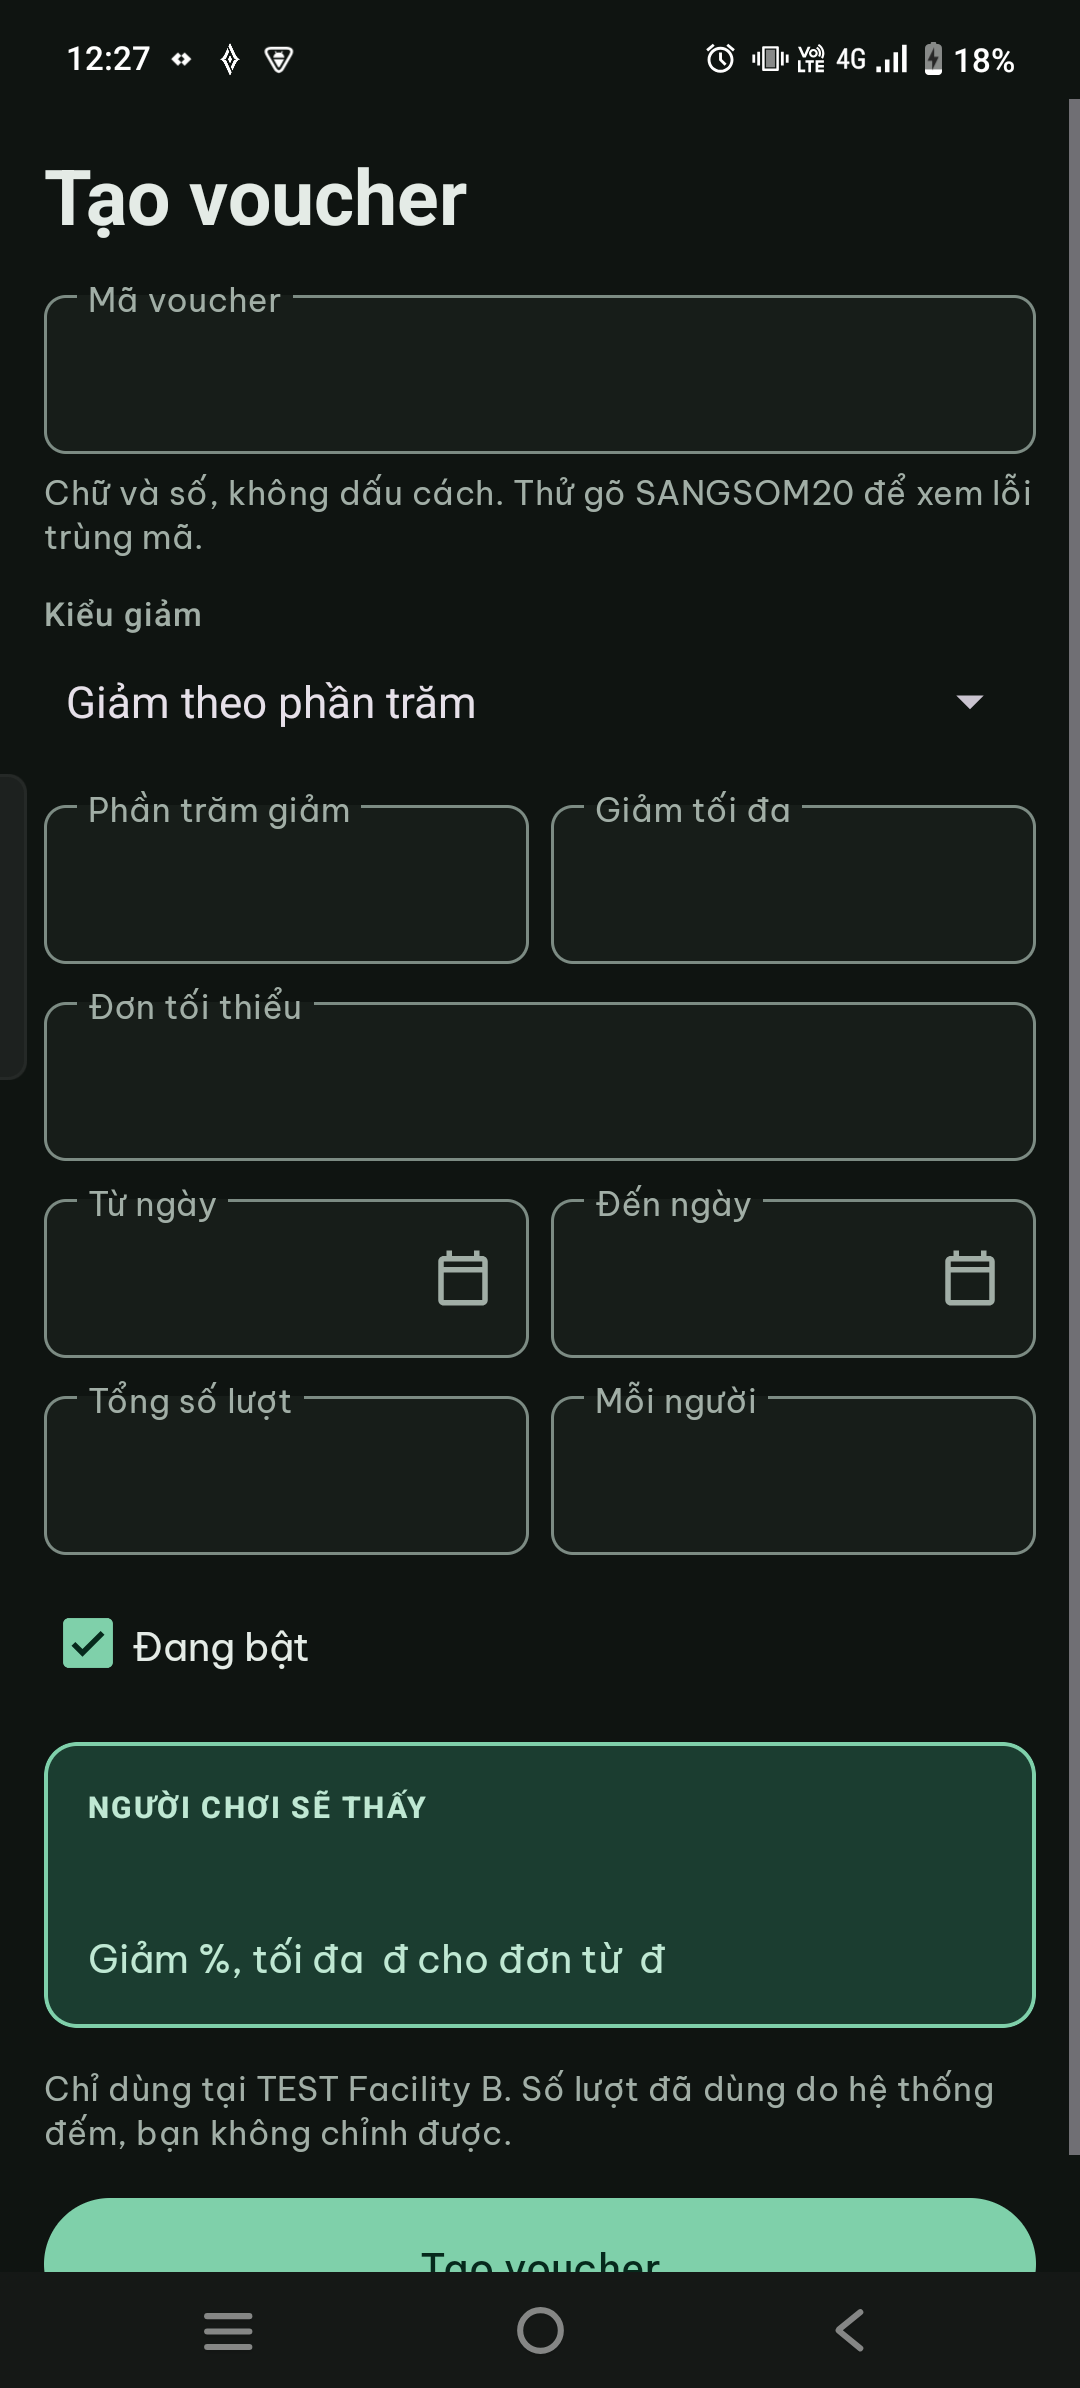 12:27
VoLTE 4G 18%
Tạo voucher
Mã voucher
Chữ và số, không dấu cách. Thử gõ SANGSOM20 để xem lỗi
trùng mã.
Kiểu giảm
Giảm theo phần trăm
Phần trăm giảm
Giảm tối đa
Đơn tối thiểu
Từ ngày
Đến ngày
Tổng số lượt
Mỗi người
Đang bật
NGƯỜI CHƠI SẼ THẤY
Giảm %, tối đa  đ cho đơn từ  đ
Chỉ dùng tại TEST Facility B. Số lượt đã dùng do hệ thống
đếm, bạn không chỉnh được.
Tạo voucher